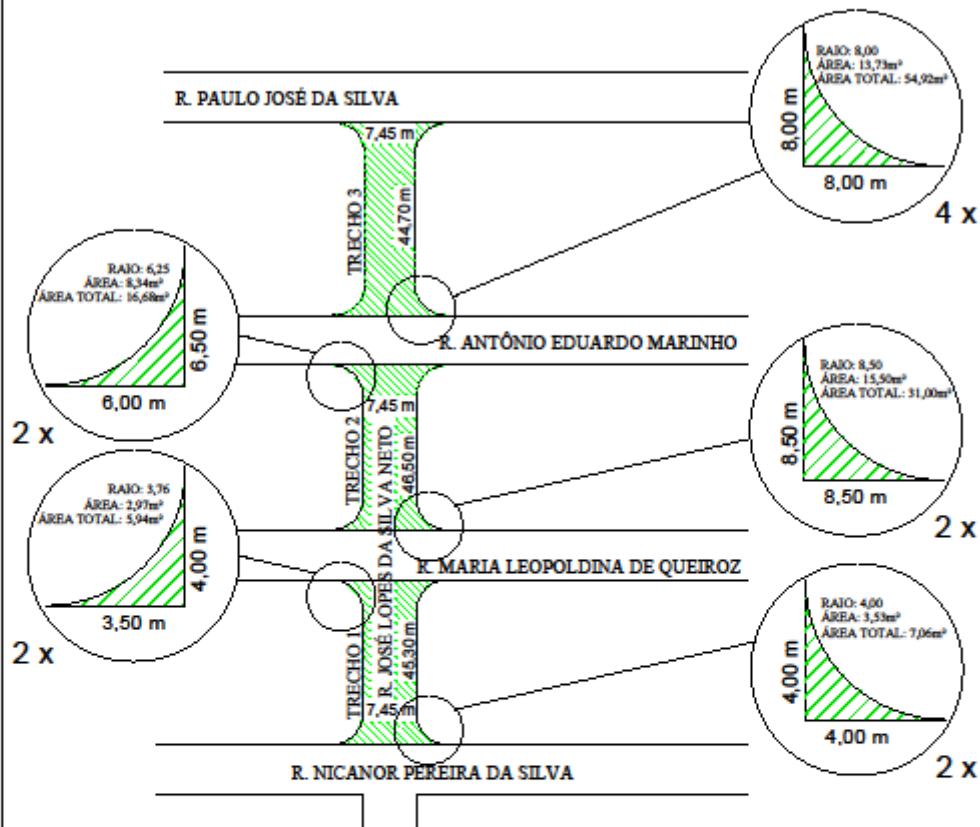 R. PAULO JOSÉ DA SILVA
7,45 m
TRECHO 3
44,70 m
RAIO: 8,00
ÁREA: 13,73m²
ÁREA TOTAL: 54,92m²
8,00 m
8,00 m
4 x
R. ANTÔNIO EDUARDO MARINHO
RAIO: 6,25
ÁREA: 8,34m²
ÁREA TOTAL: 16,68m²
6,50 m
6,00 m
2 x
7,45 m
TRECHO 2
46,50 m
R. JOSÉ LOPES DA SILVA NETO
RAIO: 8,50
ÁREA: 15,50m²
ÁREA TOTAL: 31,00m²
8,50 m
8,50 m
2 x
R. MARIA LEOPOLDINA DE QUEIROZ
RAIO: 3,76
ÁREA: 2,97m²
ÁREA TOTAL: 5,94m²
4,00 m
3,50 m
2 x
TRECHO 1
45,30 m
7,45 m
RAIO: 4,00
ÁREA: 3,53m²
ÁREA TOTAL: 7,06m²
4,00 m
4,00 m
2 x
R. NICANOR PEREIRA DA SILVA